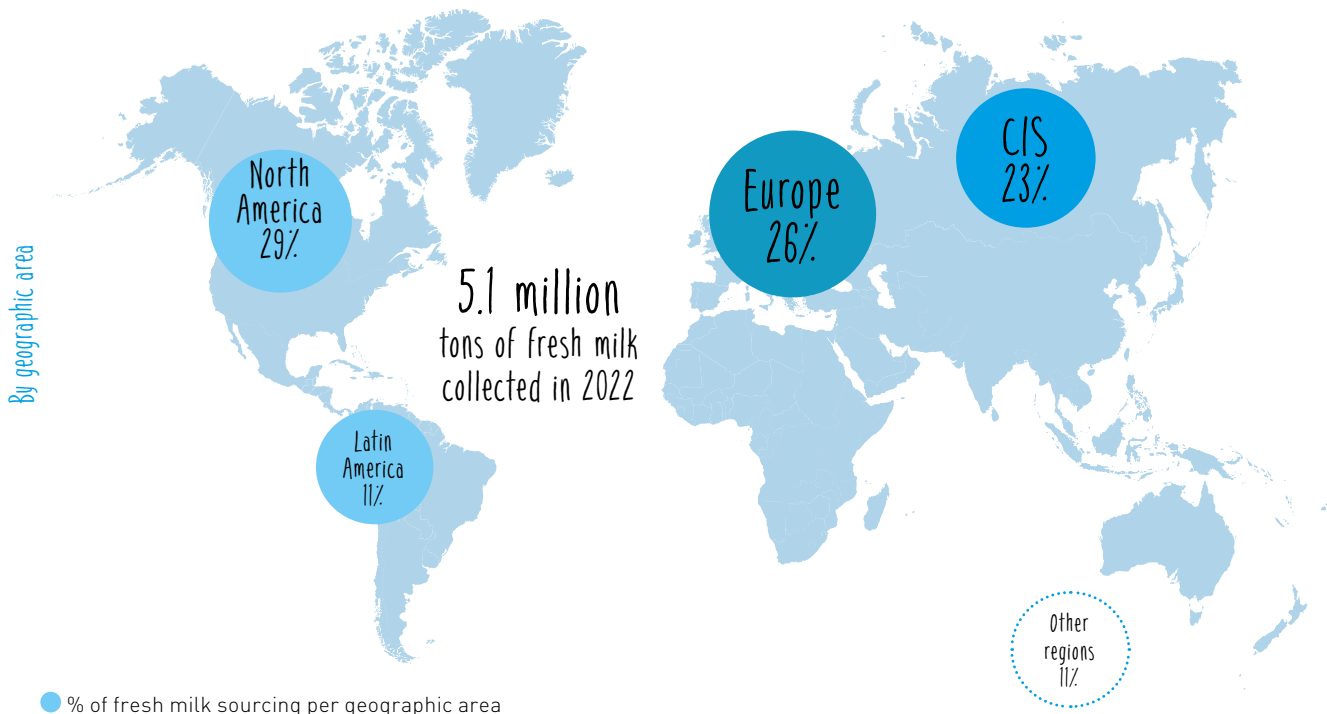 By geographic area
North
America
29%
5.1 million
tons of fresh milk
collected in 2022
Latin
America
11%
Europe
26%
CIS
23%
Other
regions
11%
% of fresh milk sourcing per geographic area